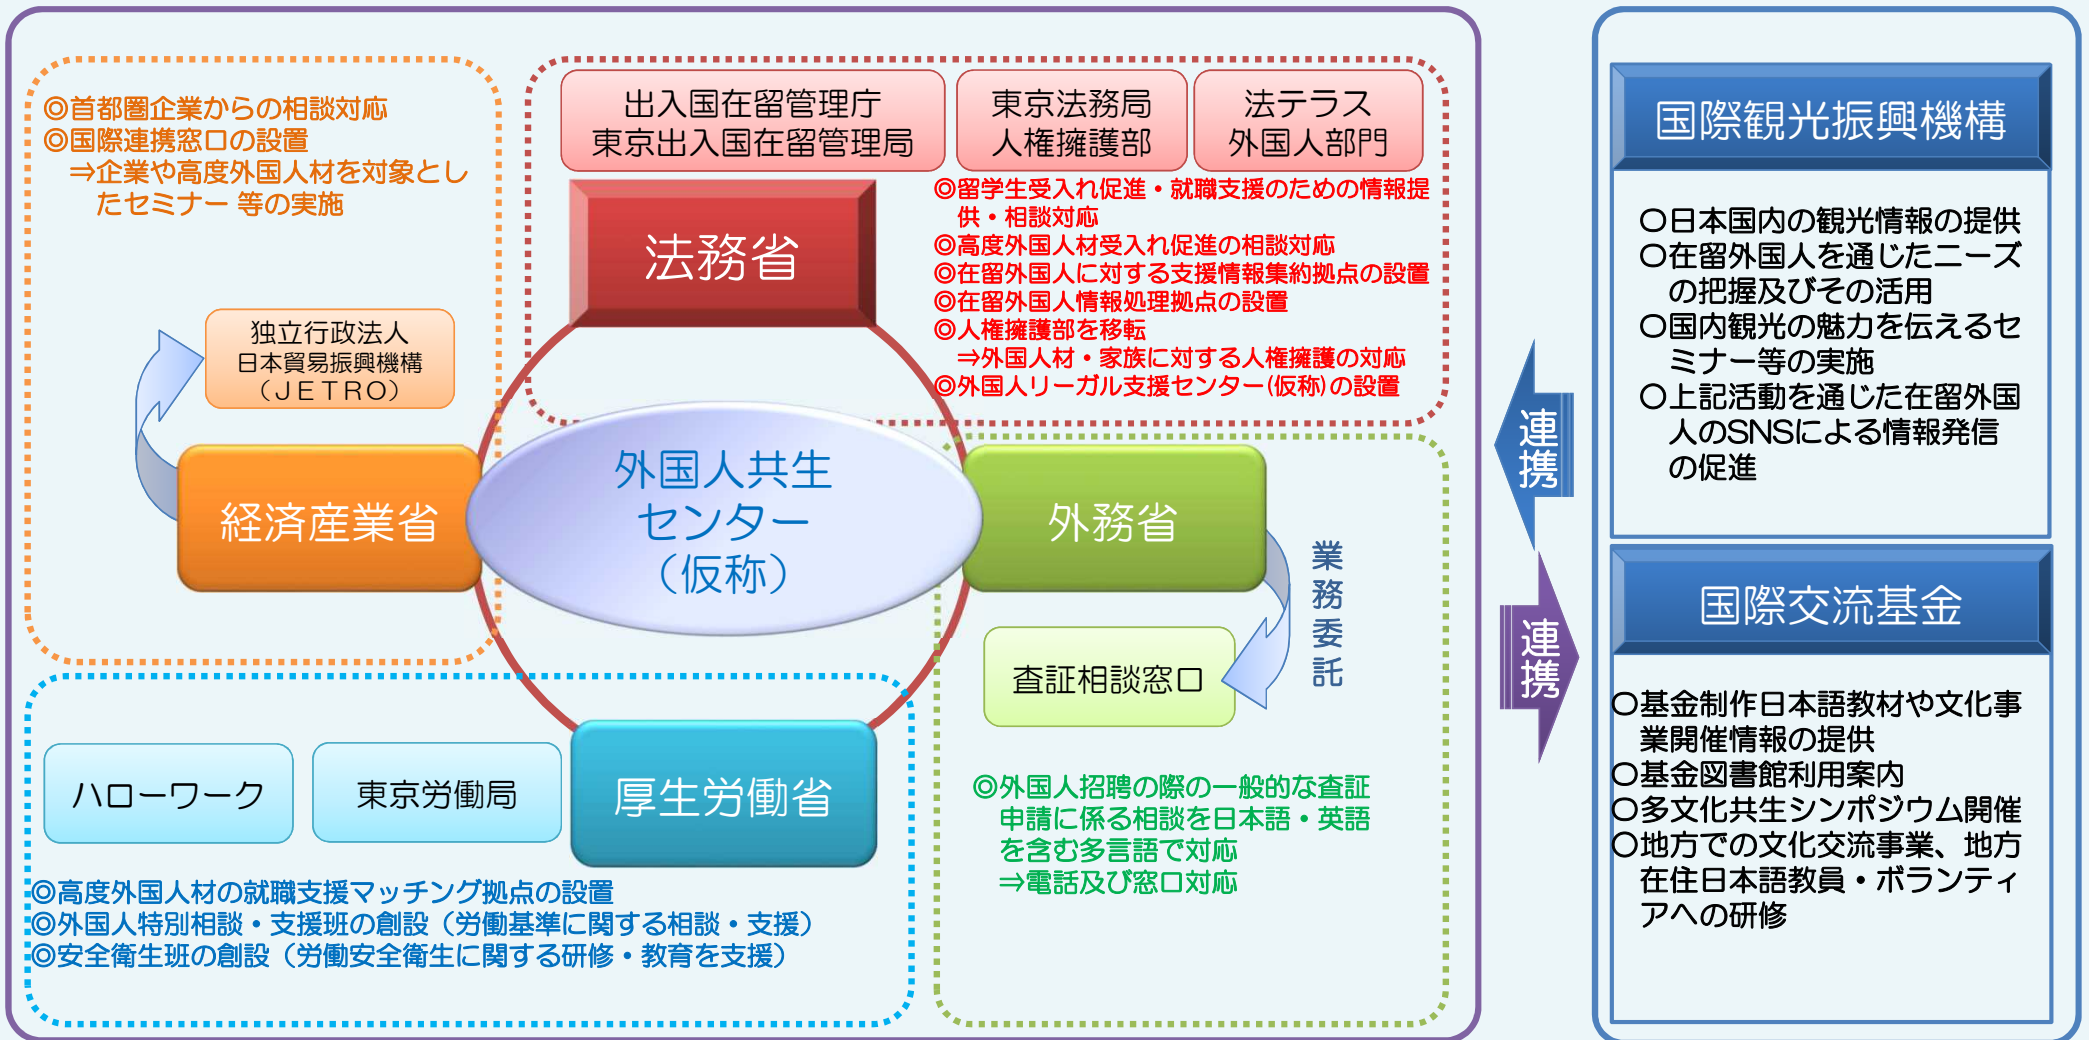 ◎首都圏企業からの相談対応
◎国際連携窓口の設置
⇒企業や高度外国人材を対象とし
たセミナー 等の実施
独立行政法人
日本貿易振興機構
（ＪＥＴＲＯ）
経済産業省
出入国在留管理庁
東京出入国在留管理局
東京法務局
人権擁護部
法テラス
外国人部門
法務省
◎留学生受入れ促進・就職支援のための情報提
供・相談対応
◎高度外国人材受入れ促進の相談対応
◎在留外国人に対する支援情報集約拠点の設置
◎在留外国人情報処理拠点の設置
◎人権擁護部を移転
⇒外国人材・家族に対する人権擁護の対応
◎外国人リーガル支援センター(仮称)の設置
外国人共生
センター
（仮称）
外務省
業務委託
査証相談窓口
◎外国人招聘の際の一般的な査証
申請に係る相談を日本語・英語
を含む多言語で対応
⇒電話及び窓口対応
ハローワーク
東京労働局
厚生労働省
◎高度外国人材の就職支援マッチング拠点の設置
◎外国人特別相談・支援班の創設（労働基準に関する相談・支援）
◎安全衛生班の創設（労働安全衛生に関する研修・教育を支援）
連携
連携
国際観光振興機構
〇日本国内の観光情報の提供
〇在留外国人を通じたニーズ
の把握及びその活用
〇国内観光の魅力を伝えるセ
ミナー等の実施
〇上記活動を通じた在留外国
人のSNSによる情報発信
の促進
国際交流基金
〇基金制作日本語教材や文化事
業開催情報の提供
〇基金図書館利用案内
〇多文化共生シンポジウム開催
〇地方での文化交流事業、地方
在住日本語教員・ボランティ
アへの研修